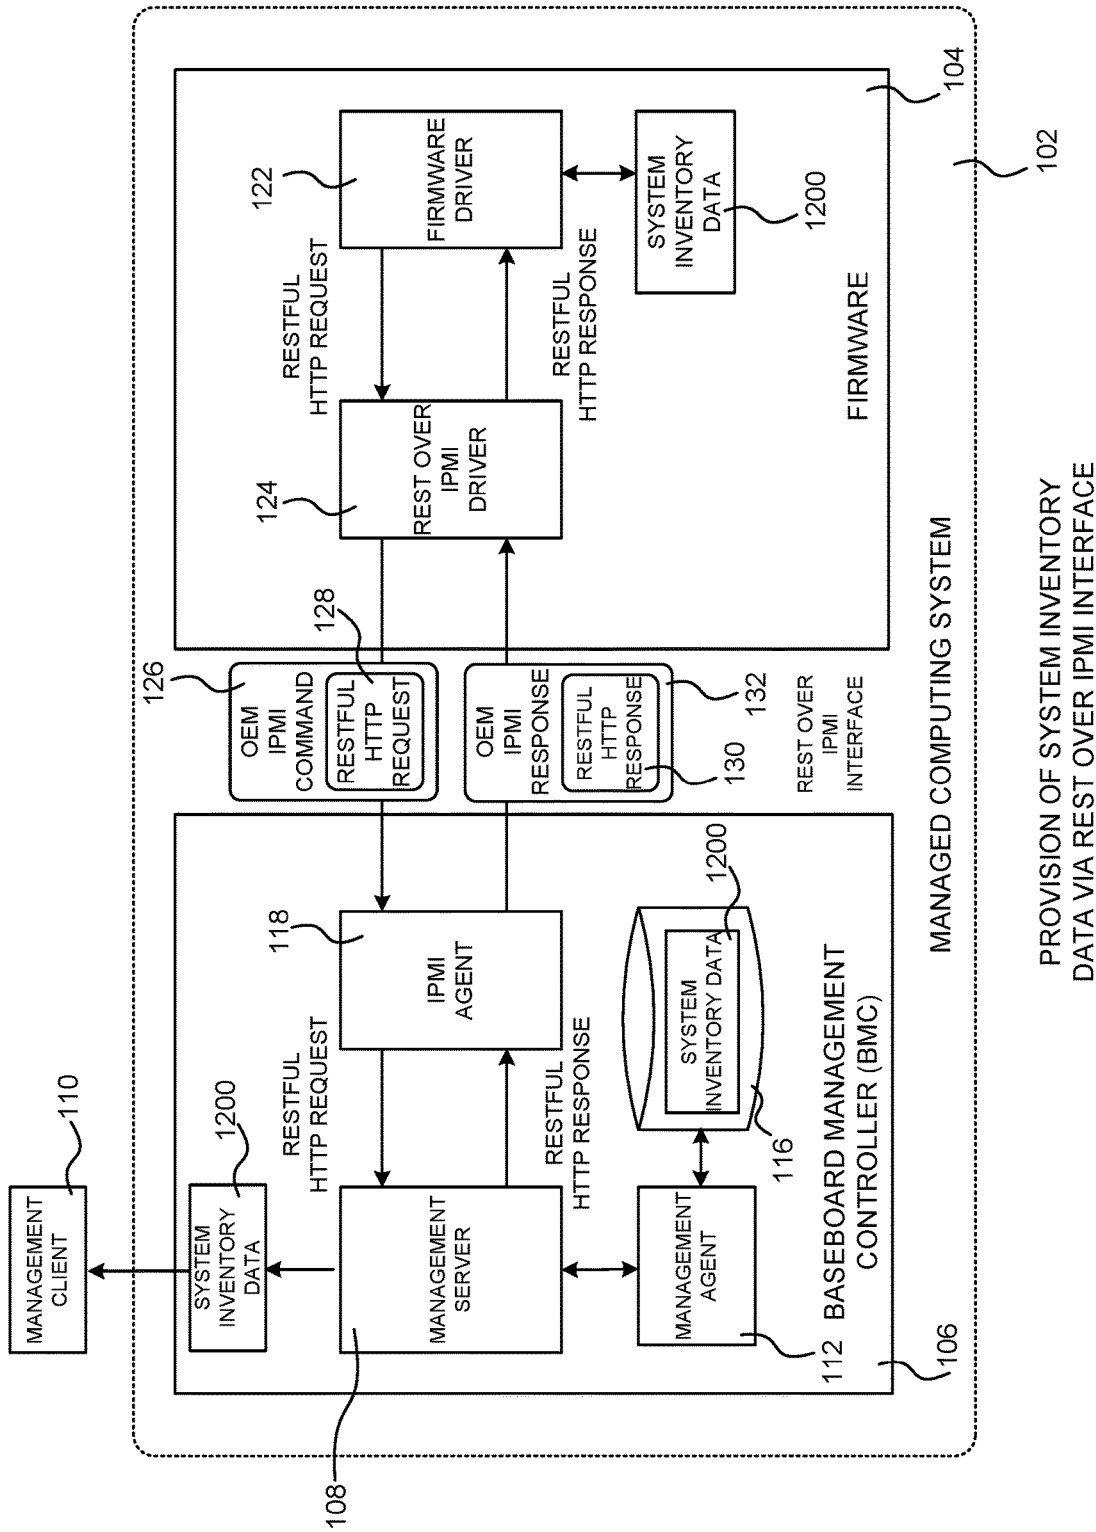 110
MANAGEMENT
CLIENT
1200
SYSTEM
INVENTORY
DATA
108
MANAGEMENT
SERVER
RESTFUL
HTTP REQUEST
RESTFUL
HTTP RESPONSE
118
IPMI
AGENT
MANAGEMENT
AGENT
112
116
SYSTEM
INVENTORY DATA
1200
BASEBOARD MANAGEMENT
CONTROLLER (BMC)
106
126
OEM
IPMI
COMMAND
128
RESTFUL
HTTP
REQUEST
OEM
IPMI
RESPONSE
RESTFUL
HTTP
RESPONSE
130
132
REST OVER
IPMI
INTERFACE
124
REST OVER
IPMI
DRIVER
RESTFUL
HTTP REQUEST
RESTFUL
HTTP RESPONSE
122
FIRMWARE
DRIVER
SYSTEM
INVENTORY
DATA
1200
FIRMWARE
104
MANAGED COMPUTING SYSTEM
102
PROVISION OF SYSTEM INVENTORY
DATA VIA REST OVER IPMI INTERFACE